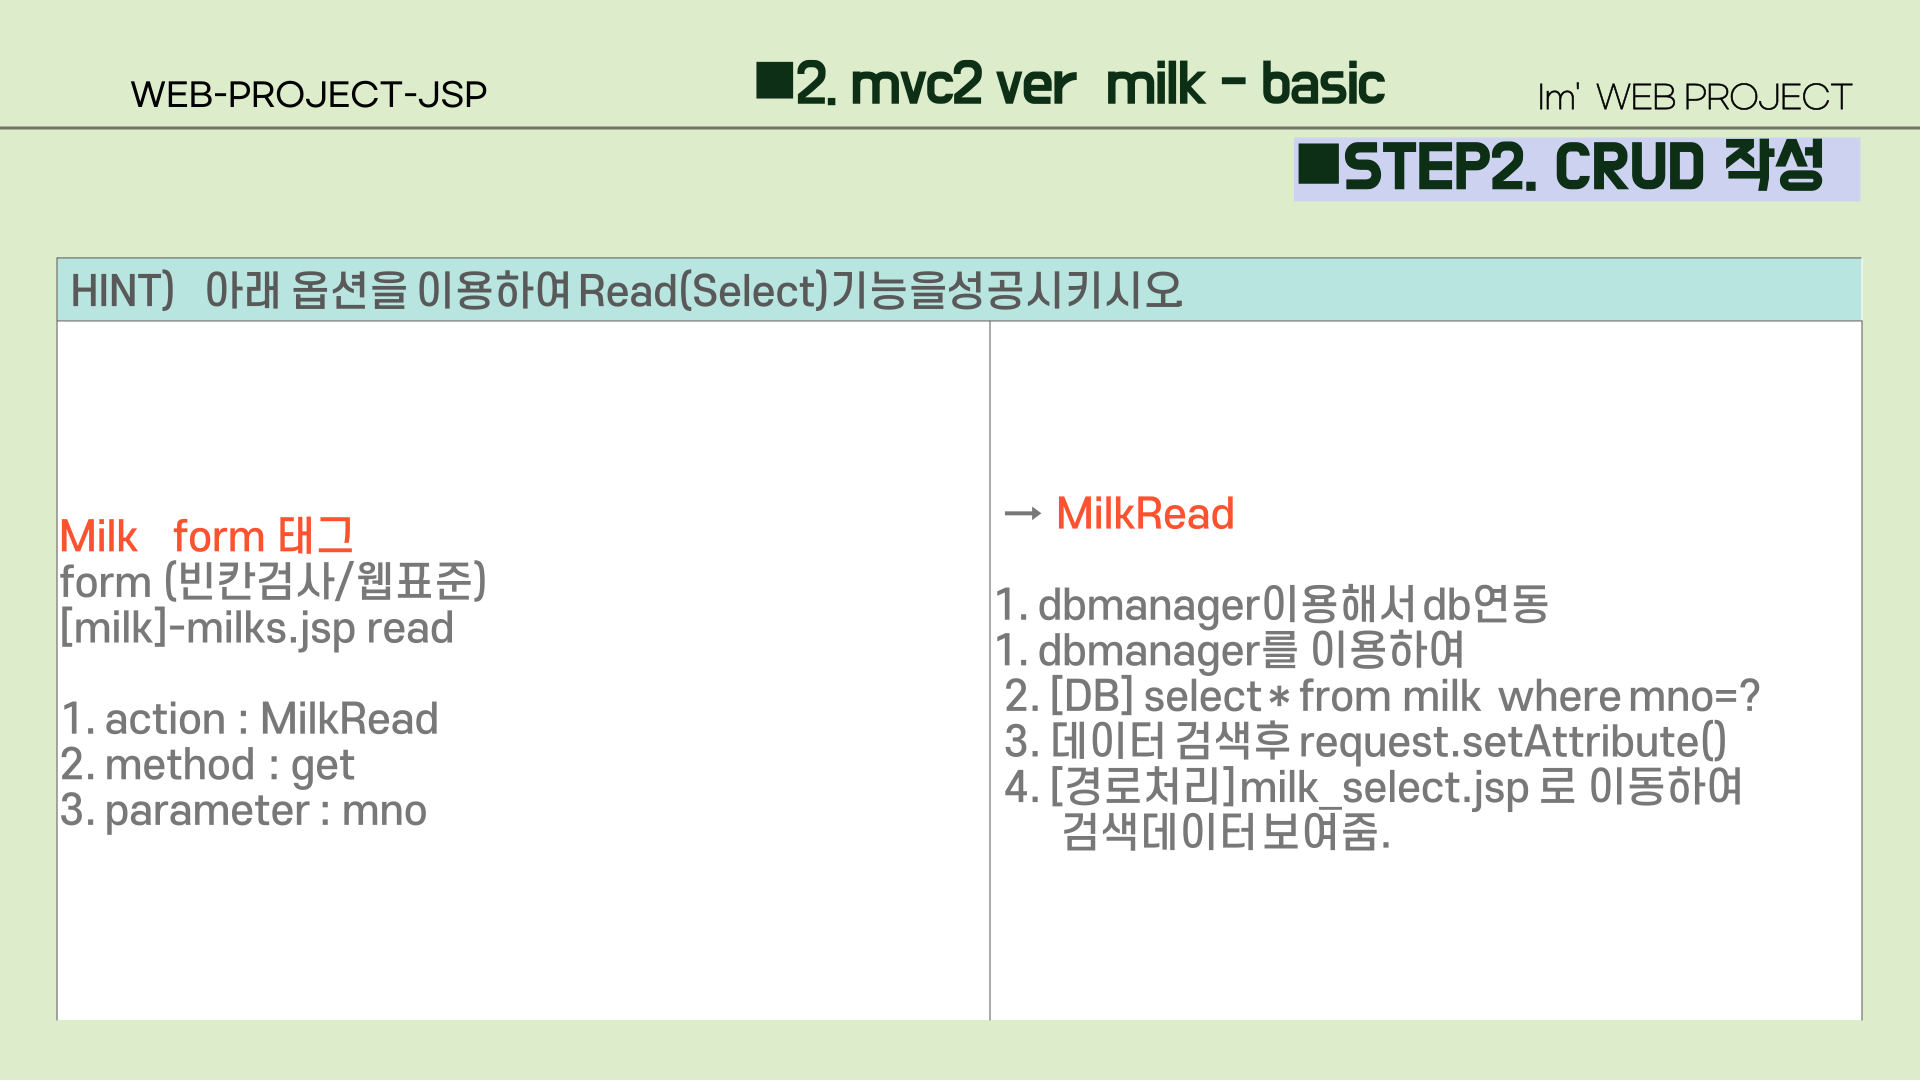 WEB-PROJECT-JSP
■2. mvc2 ver milk - basic
Im' WEB PROJECT
■STEP2. CRUD 작성
HINT) 아래 옵션을 이용하여 Read(Select)기능을성공시키시오.
Milk form 태그
form (빈칸검사/웹표준)
[milk]-milks.jsp read
1. action : MilkRead
2. method : get
3. parameter : mno
→ MilkRead
1. dbmanager이용해서 db연동
1. dbmanager를 이용하여
2. [DB] select * from milk where mno=?
3. 데이터 검색후 request.setAttribute()
4. [경로처리]milk_select.jsp 로 이동하여
검색데이터 보여줌.